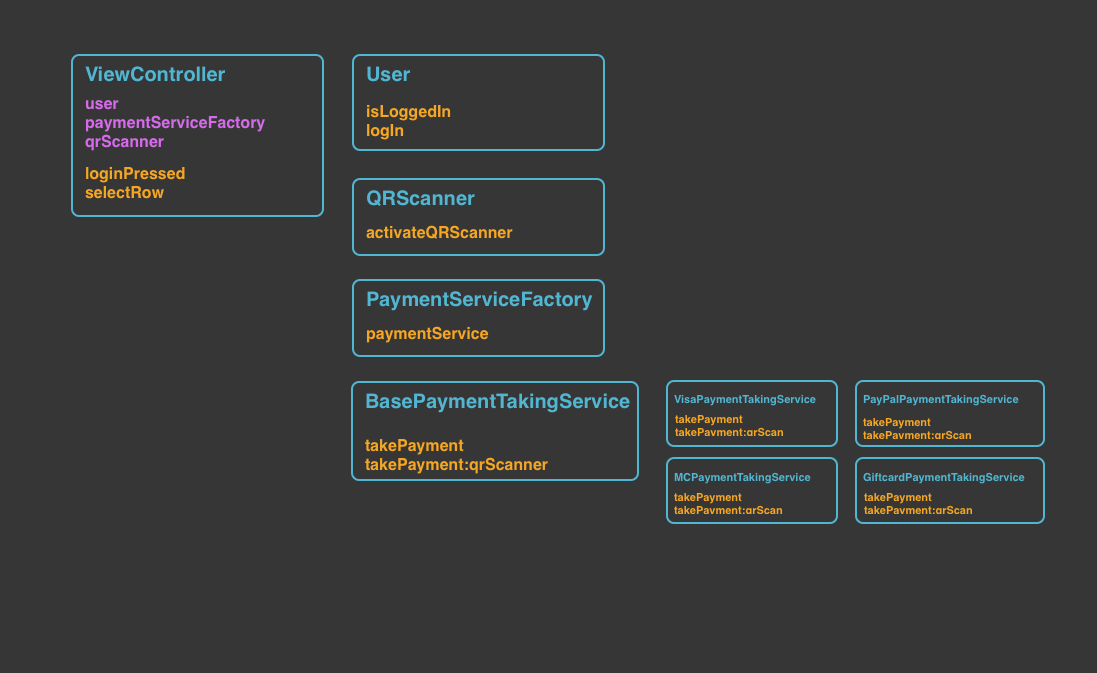 ViewController
user
paymentServiceFactory
qrScanner
loginPressed
selectRow
User
isLoggedIn
logIn
QRScanner
activateQRScanner
PaymentServiceFactory
paymentService
BasePaymentTakingService
takePayment
takePayment:qrScanner
VisaPaymentTakingService
takePayment
takePayment:qrScan
PayPalPaymentTakingService
takePayment
takePayment:qrScan
MCPaymentTakingService
takePayment
takePayment:qrScan
GiftcardPaymentTakingService
takePayment
takePayment:qrScan